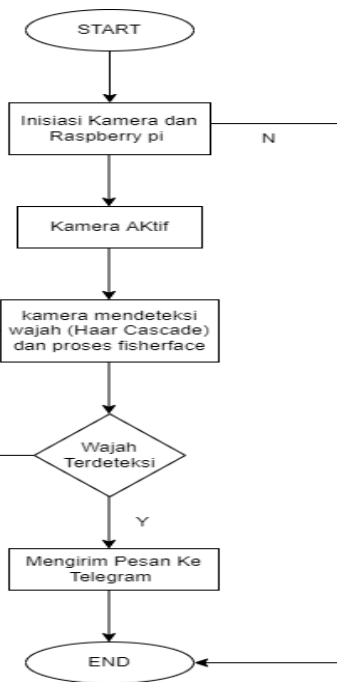 START
Inisiasi Kamera dan
Raspberry pi
N
Kamera AKtif
kamera mendeteksi
wajah (Haar Cascade)
dan proses fisherface
Wajah
Terdeteksi
Y
Mengirim Pesan Ke
Telegram
END